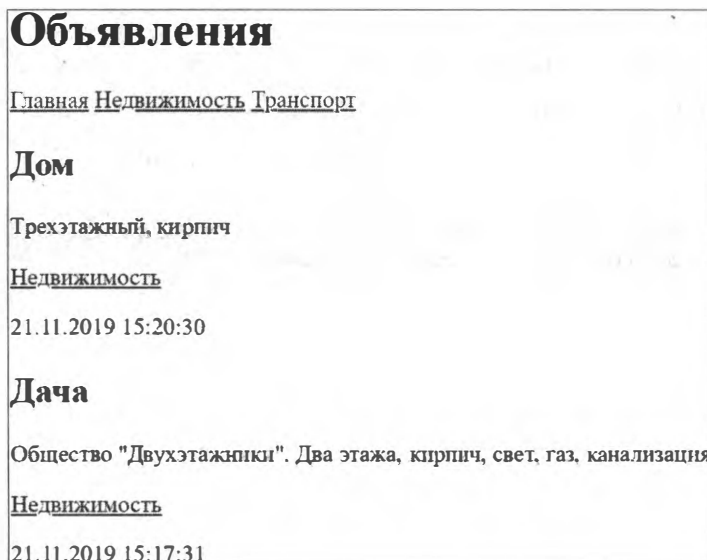 Объявления
Главная Недвижимость Транспорт
Дом
Трехэтажный, кирпич
Недвижимость
21.11.2019 15:20:30
Дача
Общество "Двухэтажники". Два этажа, кирпич, свет, газ, канализация
Недвижимость
21.11.2019 15:17:31